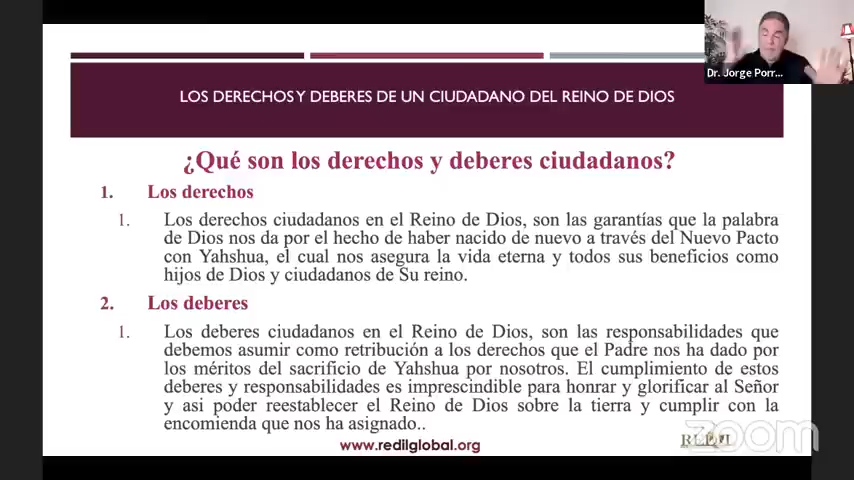 Dr. Jorge Porr...
LOS DERECHOS Y DEBERES DE UN CIUDADANO DEL REINO DE DIOS
¿Qué son los derechos y deberes ciudadanos?
1. Los derechos
1. Los derechos ciudadanos en el Reino de Dios, son las garantías que la palabra
de Dios nos da por el hecho de haber nacido de nuevo a través del Nuevo Pacto
con Yahshua, el cual nos asegura la vida eterna y todos sus beneficios como
hijos de Dios y ciudadanos de Su reino.
2. Los deberes
1. Los deberes ciudadanos en el Reino de Dios, son las responsabilidades que
debemos asumir como retribución a los derechos que el Padre nos ha dado por
los méritos del sacrificio de Yahshua por nosotros. El cumplimiento de estos
deberes y responsabilidades es imprescindible para honrar y glorificar al Señor
y asi poder reestablecer el Reino de Dios sobre la tierra y cumplir con la
encomienda que nos ha asignado..
www.redilglobal.org
zoom